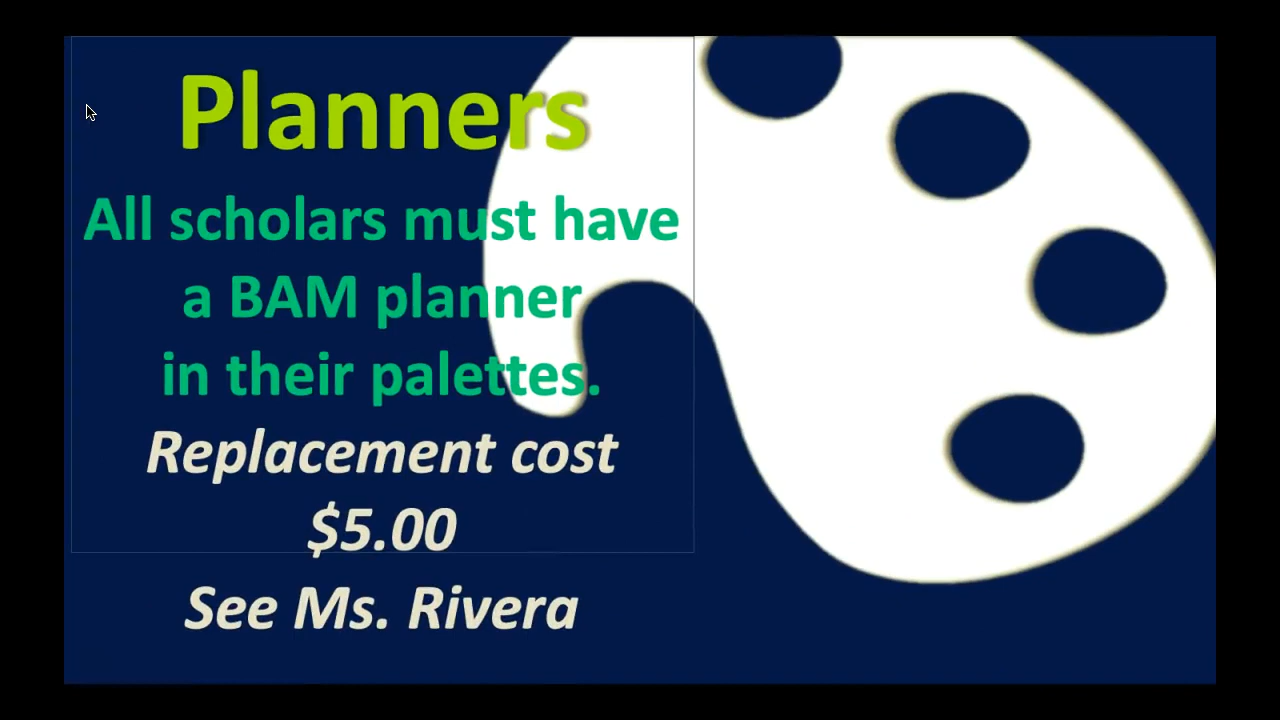 Planners
All scholars must have
a BAM planner
in their palettes.
Replacement cost
$5.00
See Ms. Rivera